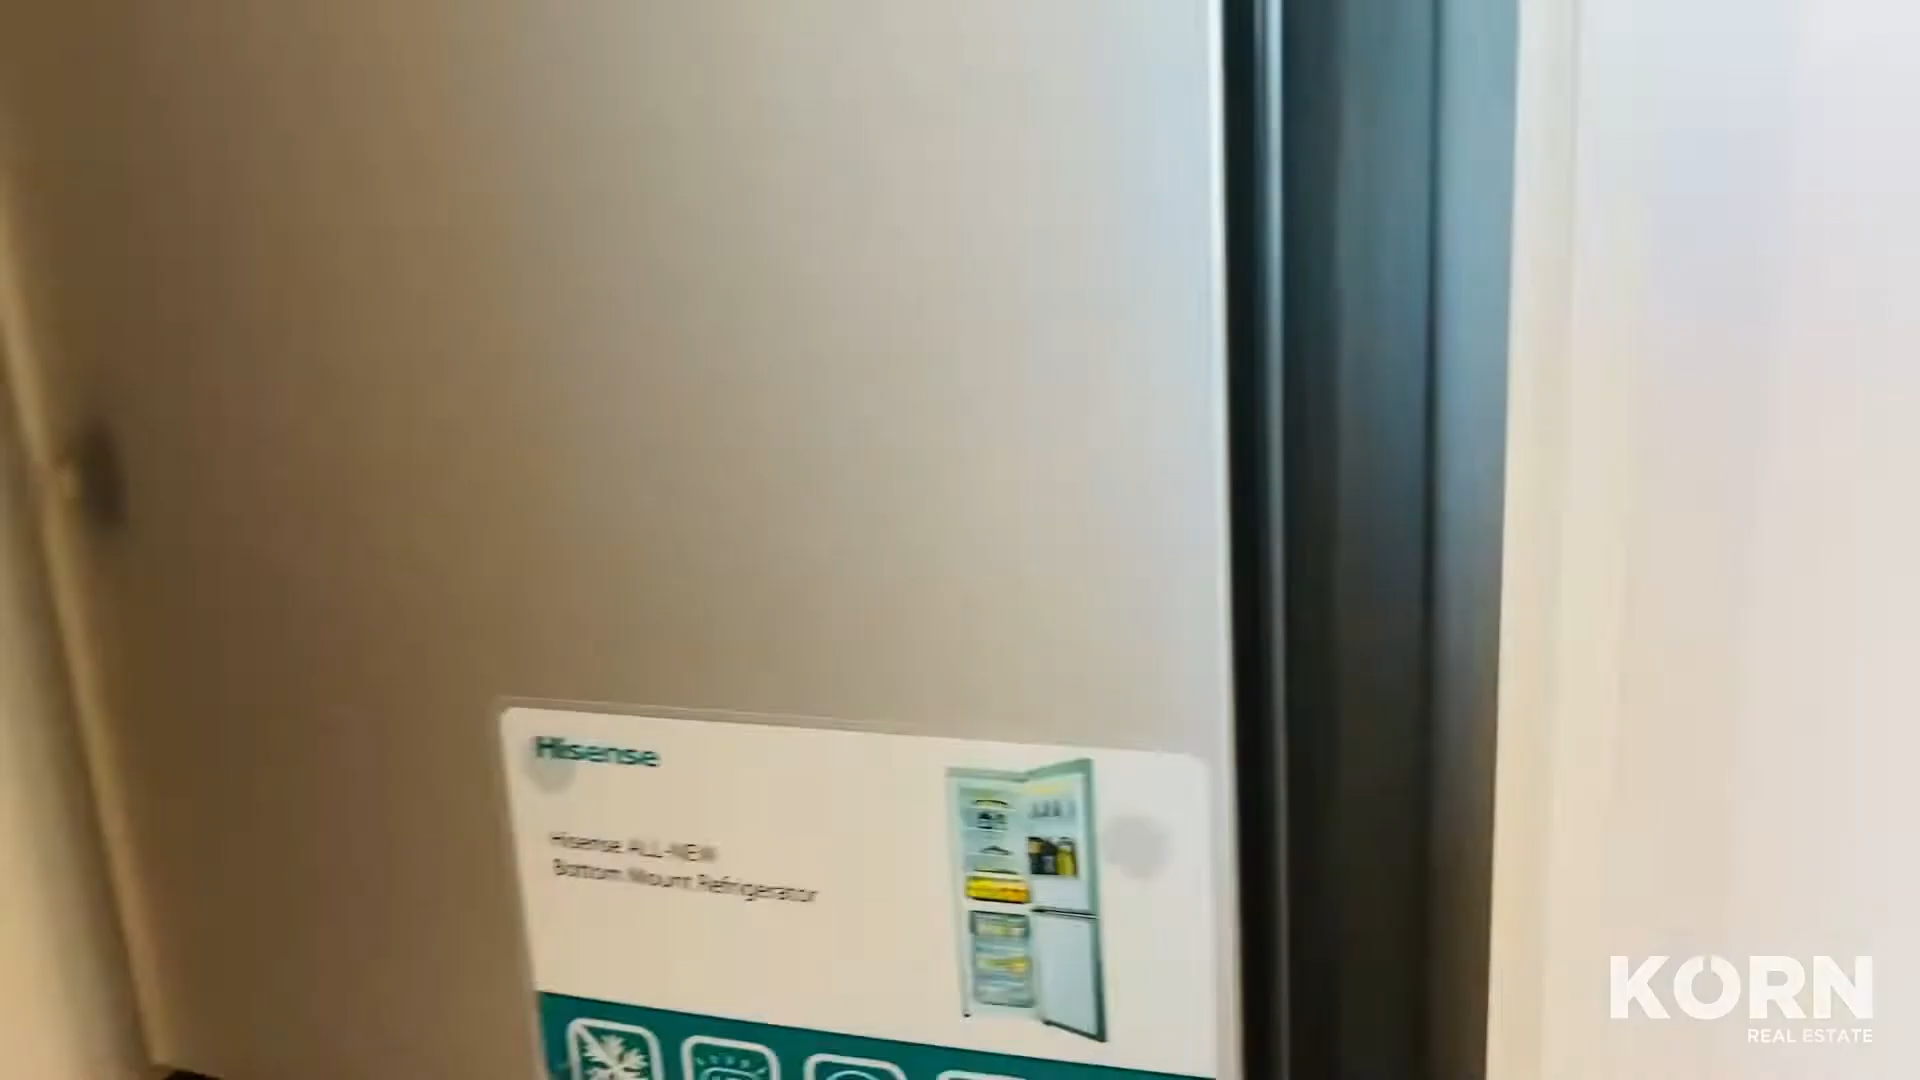 Hisense
Hisense ALL-NEW
Bottom Mount Refrigerator
KORN
REAL ESTATE